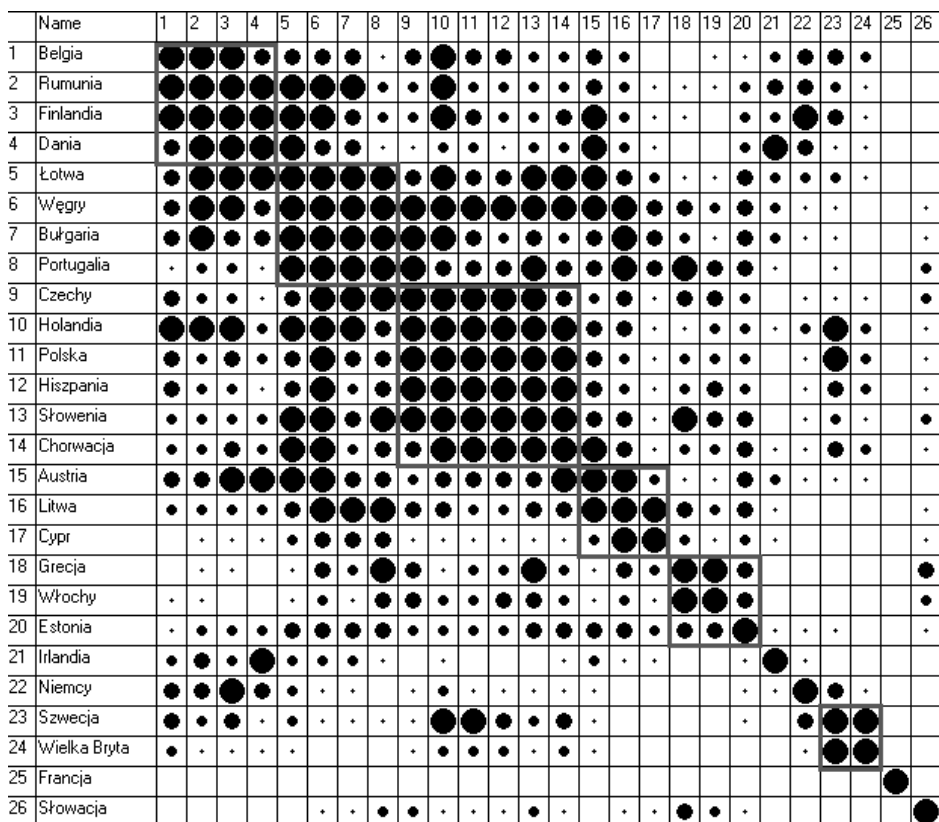 Name 1 2 3 4 5 6 7 8 9 10 11 12 13 14 15 16 17 18 19 20 21 22 23 24 25 26
1 Belgia
2 Rumunia
3 Finlandia
4 Dania
5 Łotwa
6 Węgry
7 Bułgaria
8 Portugalia
9 Czechy
10 Holandia
11 Polska
12 Hiszpania
13 Słowenia
14 Chorwacja
15 Austria
16 Litwa
17 Cypr
18 Grecja
19 Włochy
20 Estonia
21 Irlandia
22 Niemcy
23 Szwecja
24 Wielka Bryta
25 Francja
26 Słowacja